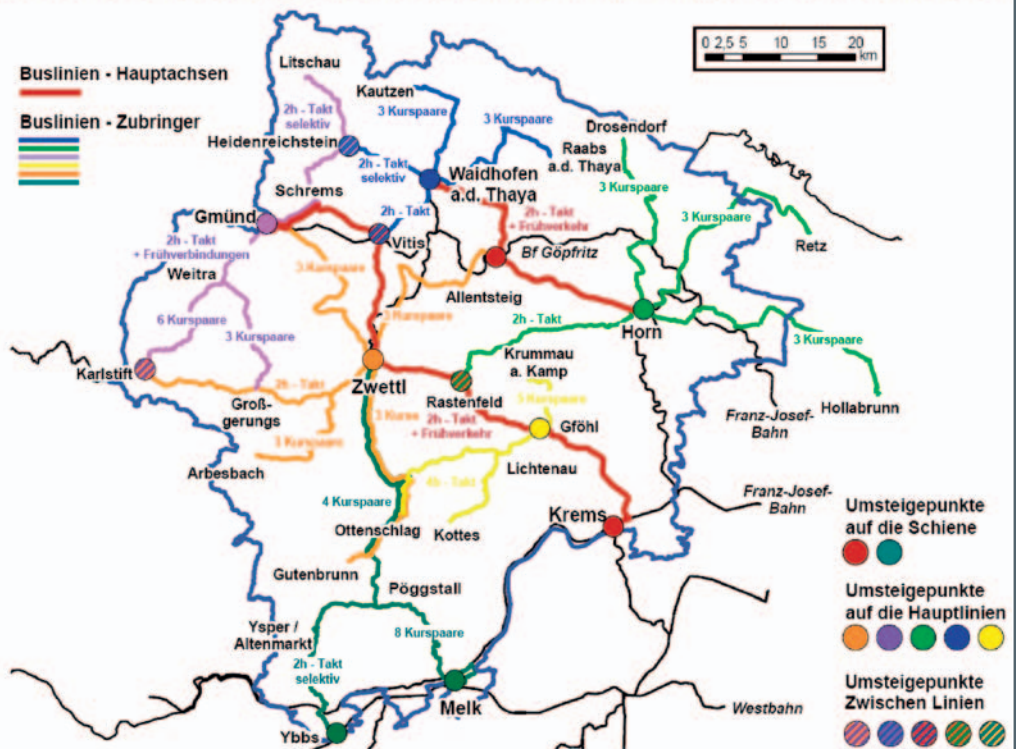 0 2,5 5 10 15 20
km
Buslinien - Hauptachsen
Buslinien - Zubringer
Litschau
Kautzen
2h - Takt
selektiv
3 Kurspaare
3 Kurspaare
Drosendorf
Heidenreichstein
Raabs
a.d. Thaya
2h - Takt
selektiv
Waidhofen
a.d. Thaya
3 Kurspaare
Schrems
Gmünd
2h - Takt
2h - Takt
+ Frühverkehr
3 Kurspaare
Vitis
Retz
2h - Takt
+ Frühverbindungen
Bf Göpfritz
Weitra
3 Kurspaare
Allentsteig
6 Kurspaare
3 Kurspaare
3 Kurspaare
2h - Takt
Horn
3 Kurspaare
Karlstift
Zwettl
Krummau
a. Kamp
2h - Takt
Rastenfeld
3 Kurspaare
Groß-
gerungs
3 Kurse
2h - Takt
+ Frühverkehr
Gföhl
Franz-Josef-
Bahn
Hollabrunn
3 Kurspaare
Arbesbach
4h - Takt
Lichtenau
4 Kurspaare
Krems
Franz-Josef-
Bahn
Ottenschlag
Kottes
Gutenbrunn
Pöggstall
Ysper /
Altenmarkt
8 Kurspaare
2h - Takt
selektiv
Melk
Westbahn
Ybbs
Umsteigepunkte
auf die Schiene
Umsteigepunkte
auf die Hauptlinien
Umsteigepunkte
Zwischen Linien